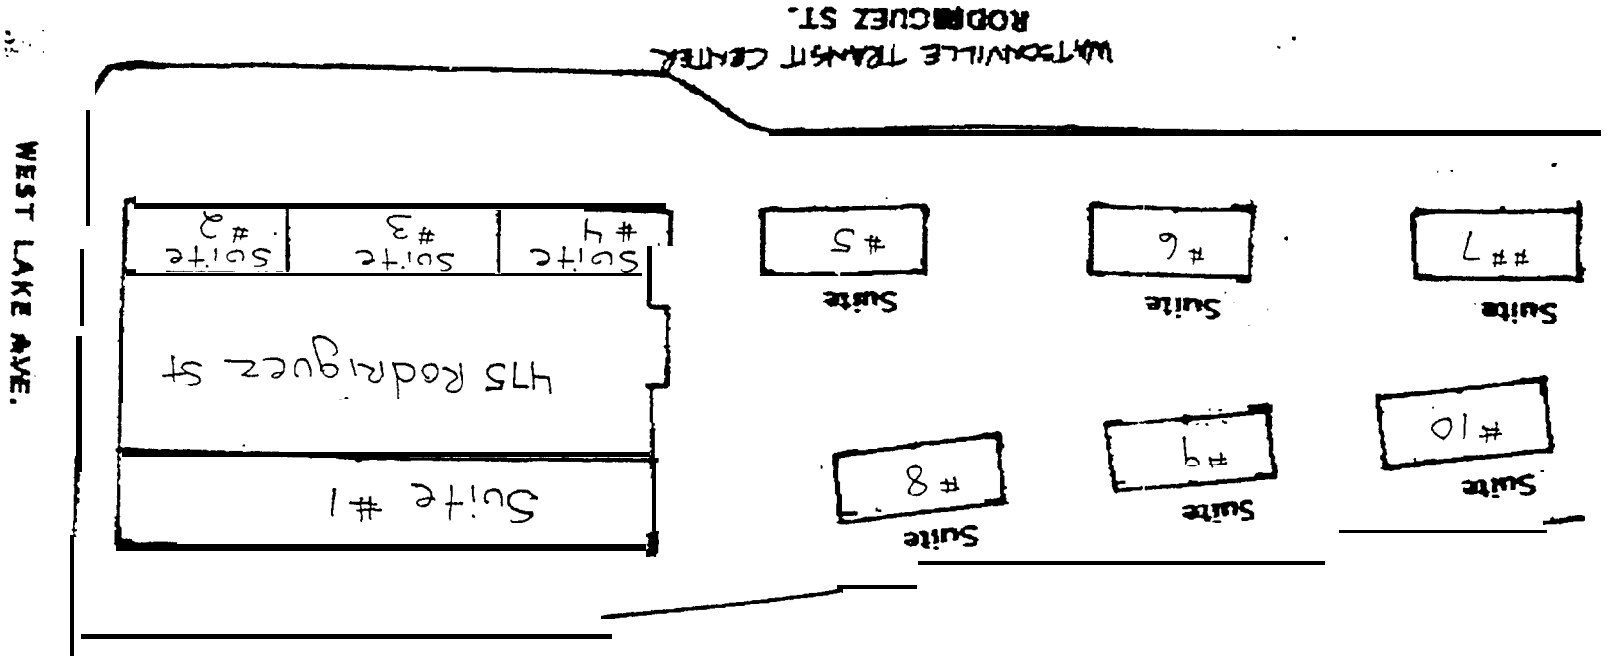 RODRIGUEZ ST.
WATSONVILLE TRANSIT CENTER
WEST LAKE AVE.
Suite #2
Suite #3
Suite #4
475 Rodriguez St
Suite #1
Suite
#5
Suite
#6
Suite
##7
Suite
#8
Suite
#9
Suite
#10